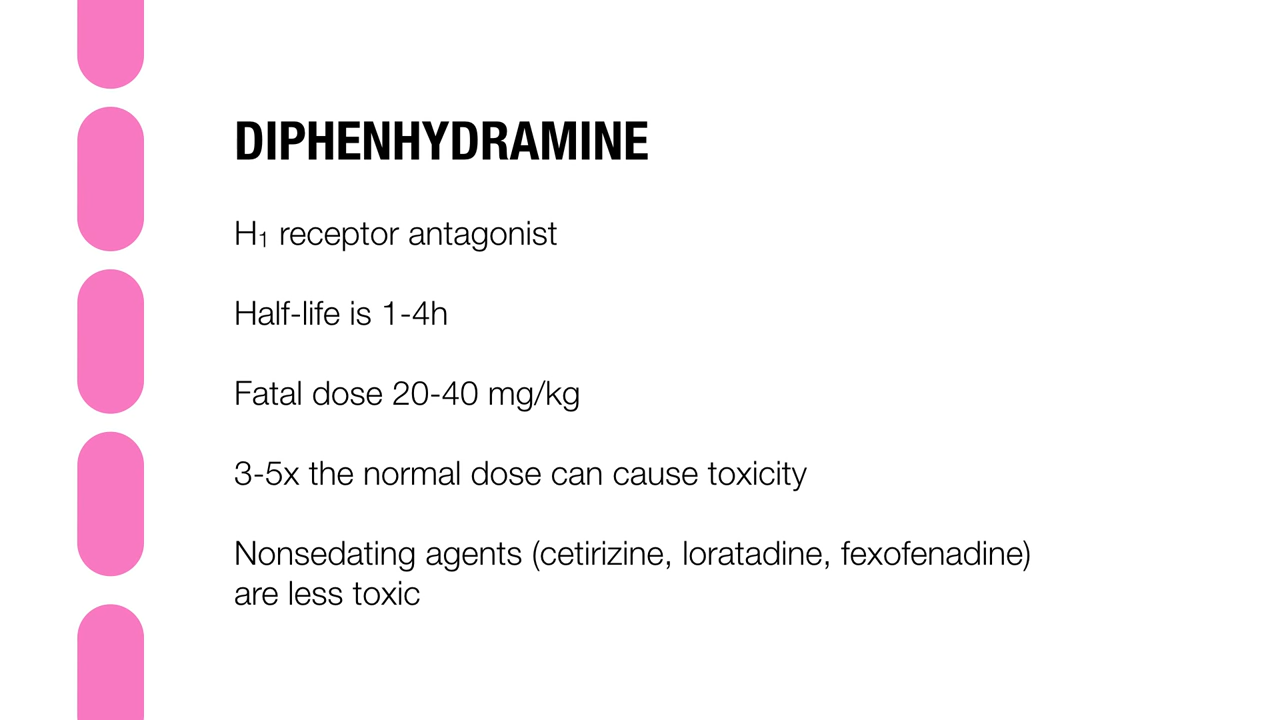 DIPHENHYDRAMINE
H₁ receptor antagonist
Half-life is 1-4h
Fatal dose 20-40 mg/kg
3-5x the normal dose can cause toxicity
Nonsedating agents (cetirizine, loratadine, fexofenadine)
are less toxic